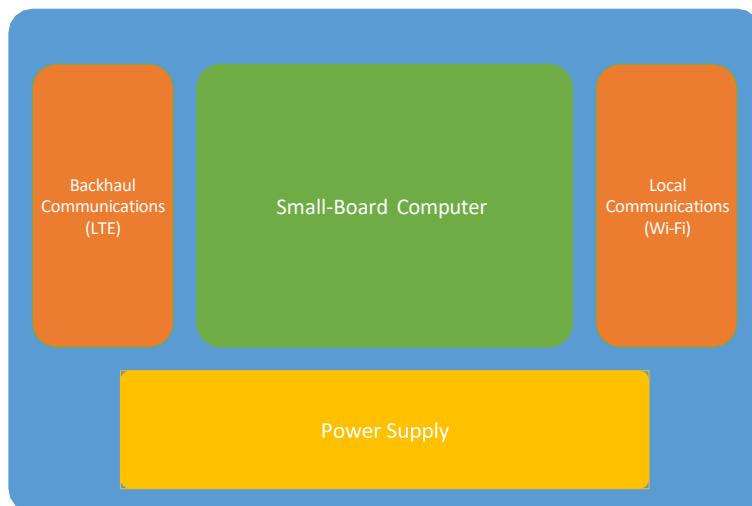 Backhaul
Communications
(LTE)
Small-Board Computer
Local
Communications
(Wi-Fi)
Power Supply